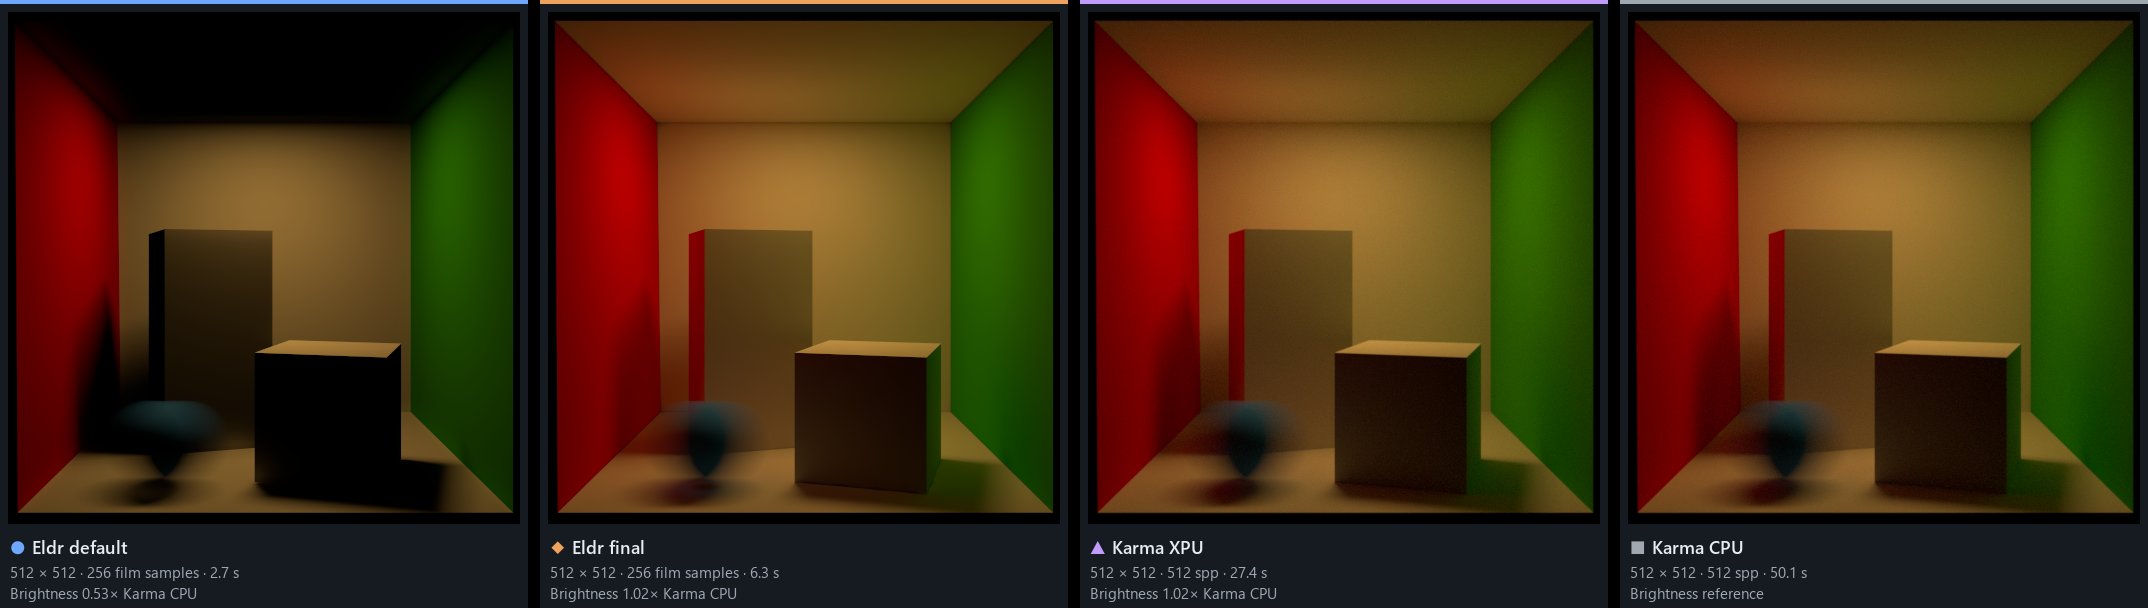 Eldr default
512 × 512 · 256 film samples · 2.7 s
Brightness 0.53× Karma CPU
Eldr final
512 × 512 · 256 film samples · 6.3 s
Brightness 1.02× Karma CPU
Karma XPU
512 × 512 · 512 spp · 27.4 s
Brightness 1.02× Karma CPU
Karma CPU
512 × 512 · 512 spp · 50.1 s
Brightness reference